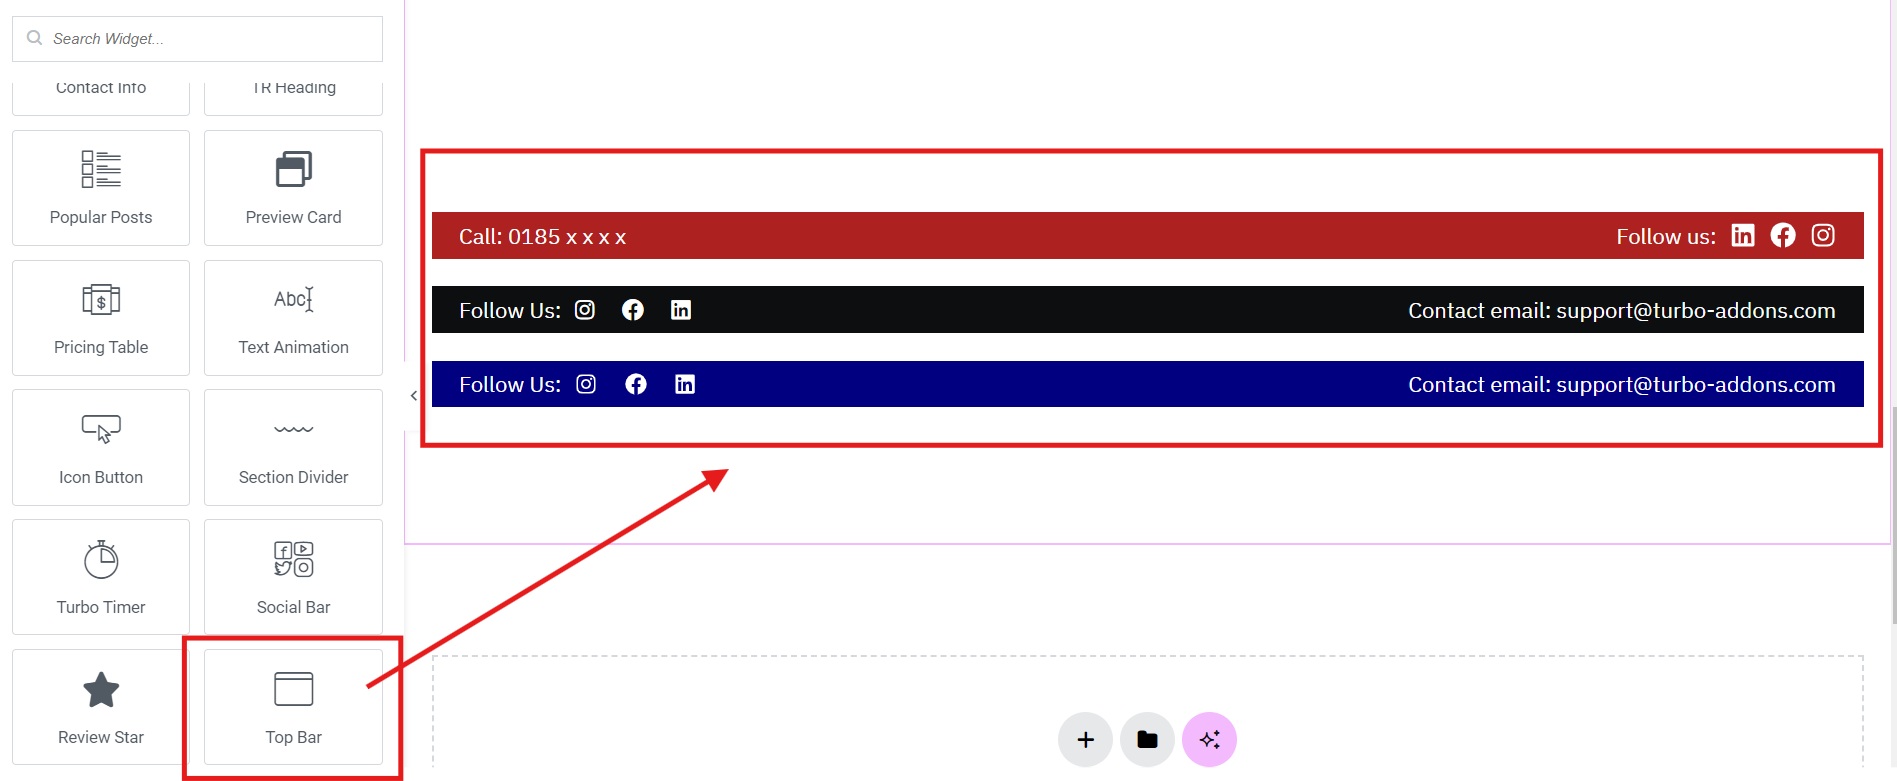 Search Widget...
Contact Info
TR Heading
Popular Posts
Preview Card
Pricing Table
Abc
Text Animation
Icon Button
Section Divider
Turbo Timer
Social Bar
Review Star
Top Bar
Call: 0185 x x x x
Follow us:
Follow Us:
Contact email: support@turbo-addons.com
Follow Us:
Contact email: support@turbo-addons.com